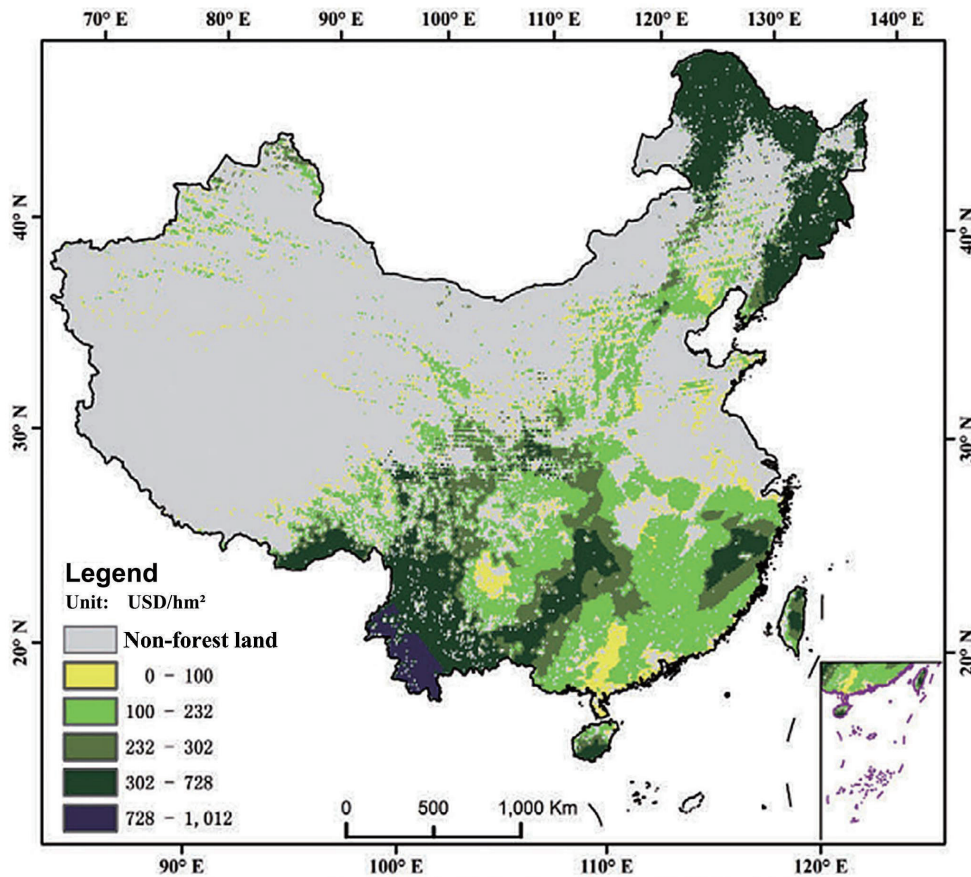 70° E 80° E 90° E 100° E 110° E 120° E 130° E 140° E
40° N 40° N
30° N 30° N
20° N 20° N
Legend
Unit: USD/hm²
Non-forest land
0 – 100
100 – 232
232 – 302
302 – 728
728 – 1,012
0 500 1,000 Km
90° E 100° E 110° E 120° E